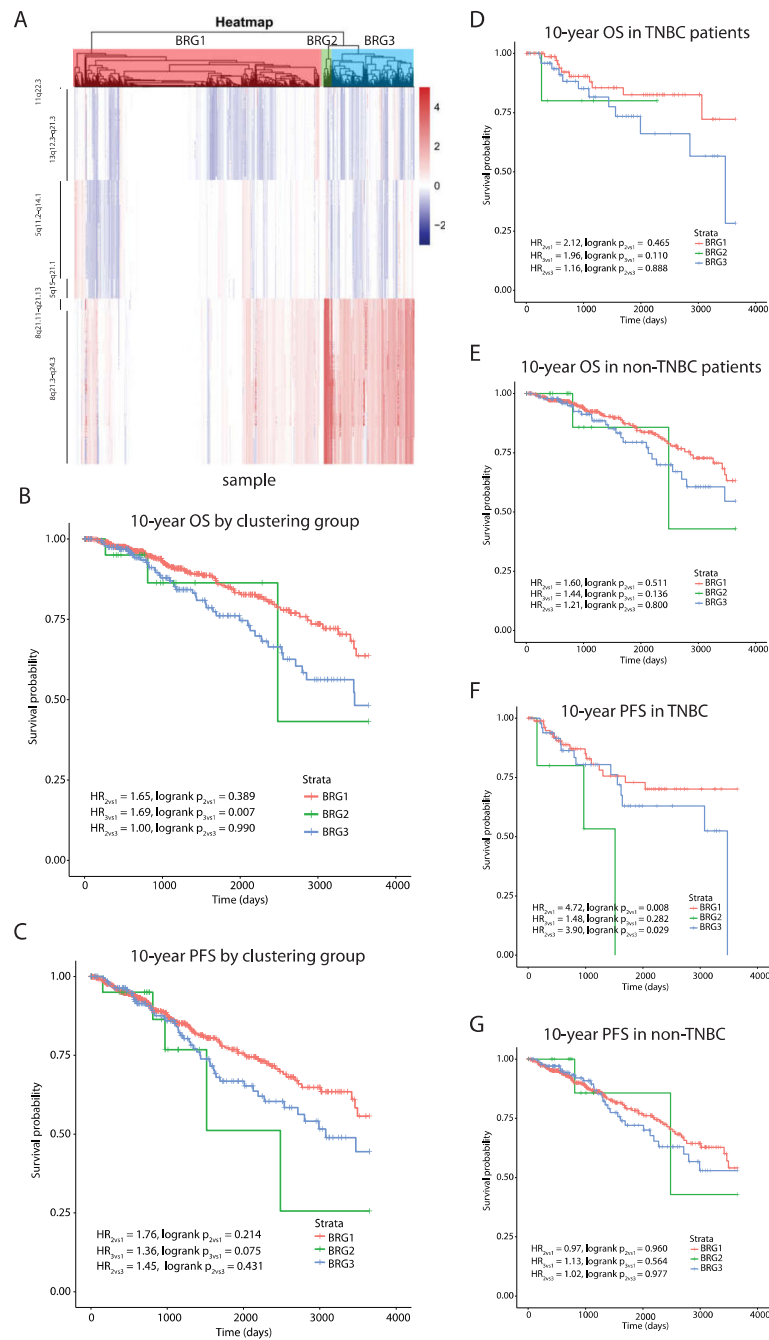 A
Heatmap
BRG1
BRG2
BRG3
11q22.3
13q12.3-q21.3
5q11.2-q14.1
5q15-q21.1
8q21.11-q21.13
8q21.3-q24.3
4
2
0
−2
sample
B
10-year OS by clustering group
Survival probability
1.00
0.75
0.50
0.25
0.00
HR2vs1 = 1.65, logrank p2vs1 = 0.389
HR3vs1 = 1.69, logrank p3vs1 = 0.007
HR2vs3 = 1.00, logrank p2vs3 = 0.990
Strata
BRG1
BRG2
BRG3
0 1000 2000 3000 4000
Time (days)
C
10-year PFS by clustering group
Survival probability
1.00
0.75
0.50
0.25
0.00
HR2vs1 = 1.76, logrank p2vs1 = 0.214
HR3vs1 = 1.36, logrank p3vs1 = 0.075
HR2vs3 = 1.45, logrank p2vs3 = 0.431
Strata
BRG1
BRG2
BRG3
0 1000 2000 3000 4000
Time (days)
D
10-year OS in TNBC patients
Survival probability
1.00
0.75
0.50
0.25
0.00
HR2vs1 = 2.12, logrank p2vs1 = 0.465
HR3vs1 = 1.96, logrank p3vs1 = 0.110
HR2vs3 = 1.16, logrank p2vs3 = 0.888
Strata
BRG1
BRG2
BRG3
0 1000 2000 3000 4000
Time (days)
E
10-year OS in non-TNBC patients
Survival probability
1.00
0.75
0.50
0.25
0.00
HR2vs1 = 1.60, logrank p2vs1 = 0.511
HR3vs1 = 1.44, logrank p3vs1 = 0.136
HR2vs3 = 1.21, logrank p2vs3 = 0.800
Strata
BRG1
BRG2
BRG3
0 1000 2000 3000 4000
Time (days)
F
10-year PFS in TNBC
Survival probability
1.00
0.75
0.50
0.25
0.00
HR2vs1 = 4.72, logrank p2vs1 = 0.008
HR3vs1 = 1.48, logrank p3vs1 = 0.282
HR2vs3 = 3.90, logrank p2vs3 = 0.029
Strata
BRG1
BRG2
BRG3
0 1000 2000 3000 4000
Time (days)
G
10-year PFS in non-TNBC
Survival probability
1.00
0.75
0.50
0.25
0.00
HR2vs1 = 0.97, logrank p2vs1 = 0.960
HR3vs1 = 1.13, logrank p3vs1 = 0.564
HR2vs3 = 1.02, logrank p2vs3 = 0.977
Strata
BRG1
BRG2
BRG3
0 1000 2000 3000 4000
Time (days)